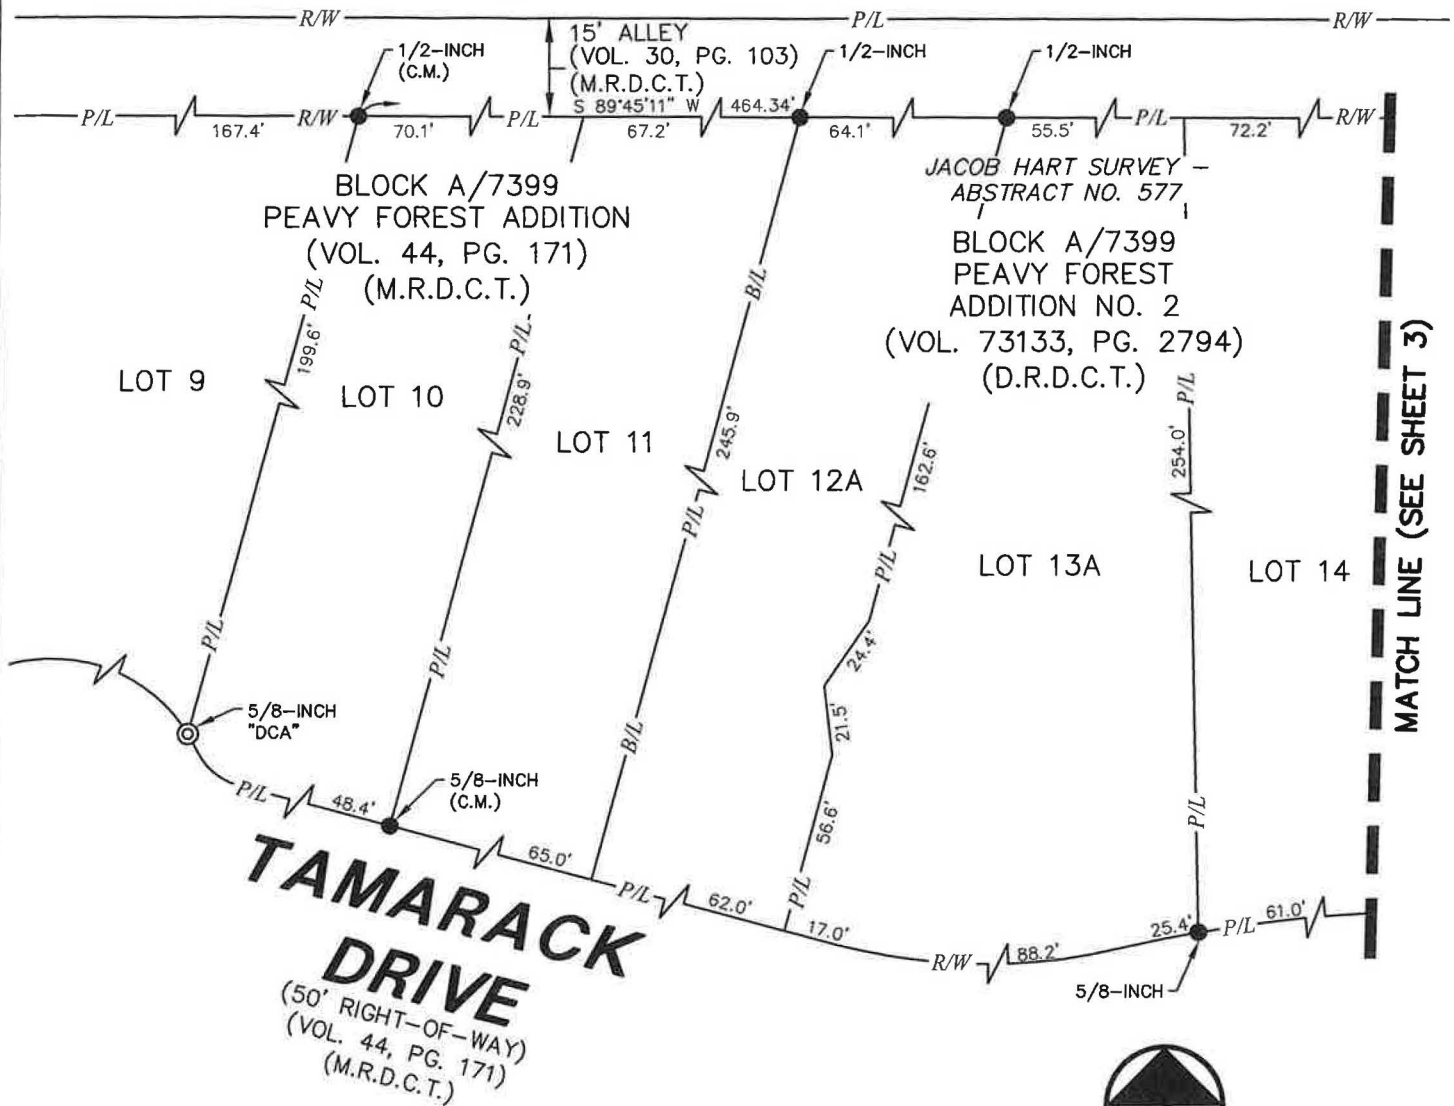 R/W
P/L
R/W
15' ALLEY
(VOL. 30, PG. 103)
(M.R.D.C.T.)
1/2-INCH
(C.M.)
1/2-INCH
1/2-INCH
P/L
167.4'
R/W
70.1'
P/L
S 89°45'11" W 464.34'
67.2'
64.1'
55.5'
P/L
72.2'
R/W
BLOCK A/7399
PEAVY FOREST ADDITION
(VOL. 44, PG. 171)
(M.R.D.C.T.)
JACOB HART SURVEY -
ABSTRACT NO. 577
BLOCK A/7399
PEAVY FOREST
ADDITION NO. 2
(VOL. 73133, PG. 2794)
(D.R.D.C.T.)
P/L
199.6'
P/L
P/L
228.9'
P/L
B/L
245.9'
P/L
B/L
162.6'
P/L
24.4'
21.5'
56.6'
P/L
P/L
254.0'
P/L
LOT 9
LOT 10
LOT 11
LOT 12A
LOT 13A
LOT 14
MATCH LINE (SEE SHEET 3)
5/8-INCH
"DCA"
P/L
48.4'
5/8-INCH
(C.M.)
65.0'
P/L
62.0'
17.0'
R/W
88.2'
25.4'
P/L
61.0'
5/8-INCH
TAMARACK
DRIVE
(50' RIGHT-OF-WAY)
(VOL. 44, PG. 171)
(M.R.D.C.T.)